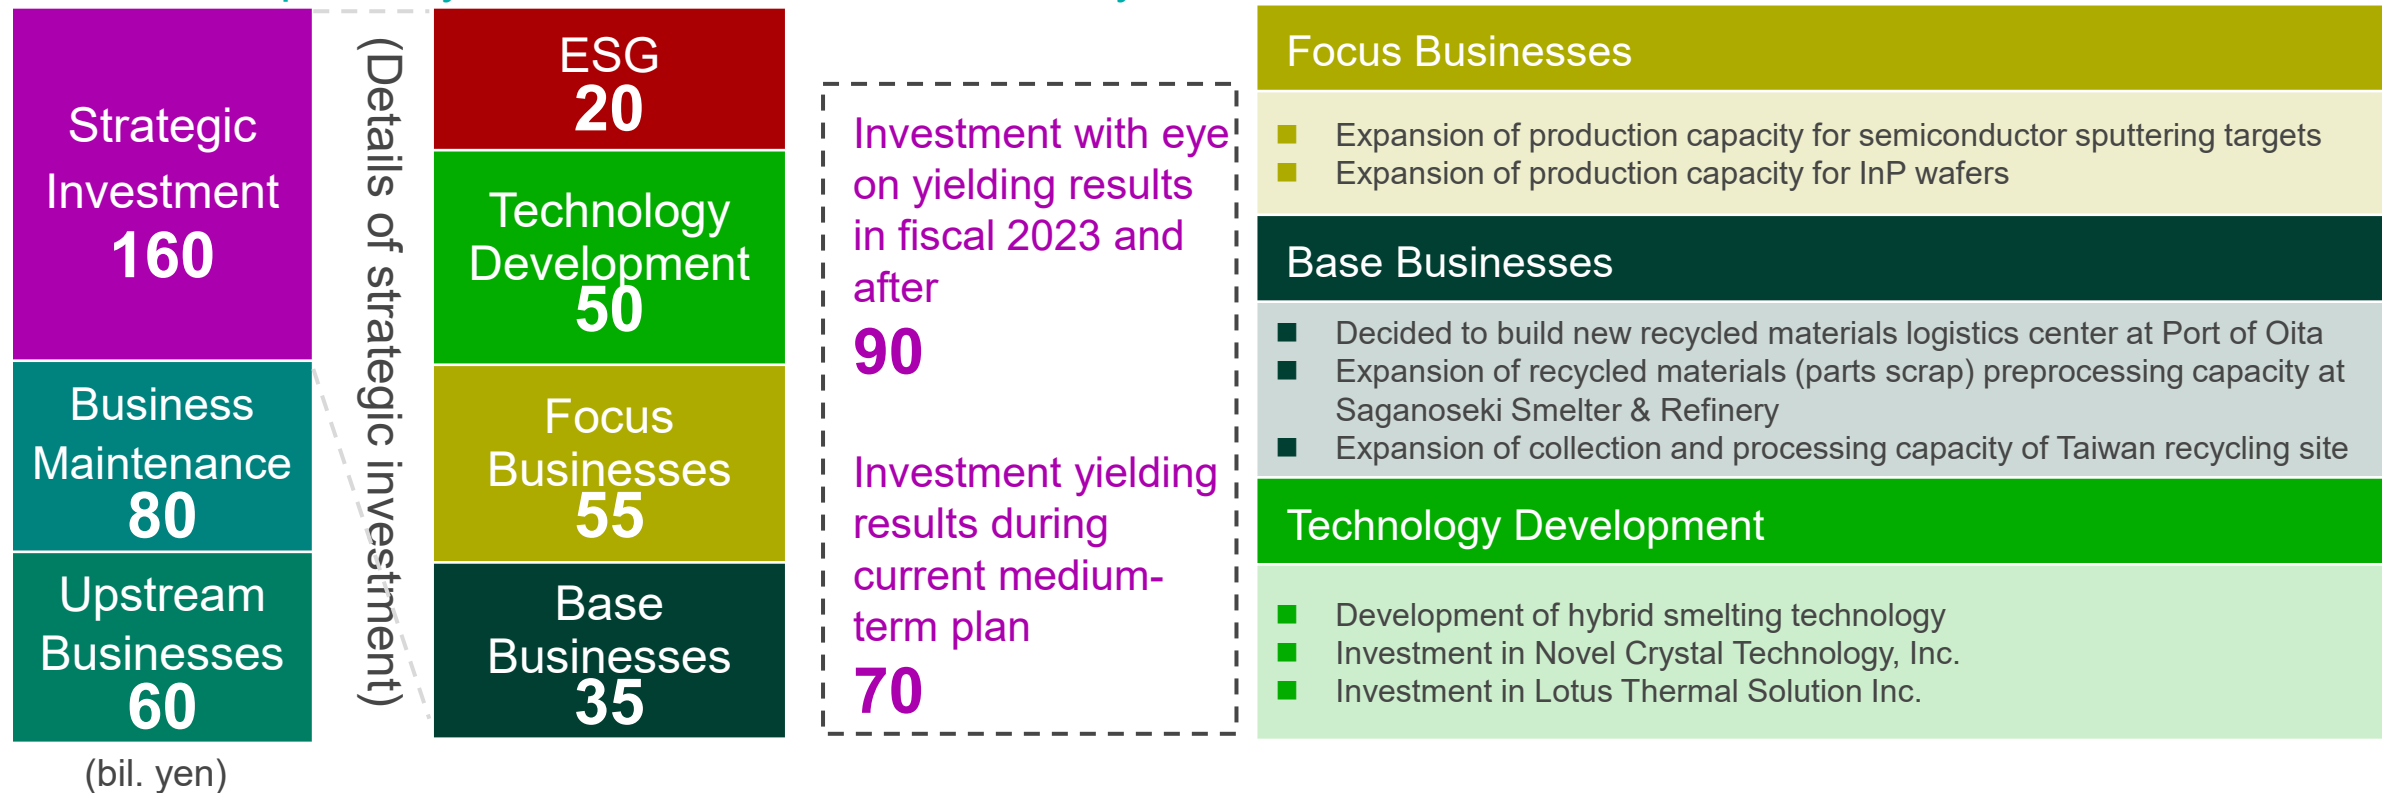 Strategic
Investment
160
Business
Maintenance
80
Upstream
Businesses
60
(bil. yen)
(Details of strategic investment)
ESG
20
Technology
Development
50
Focus
Businesses
55
Base
Businesses
35
Investment with eye
on yielding results
in fiscal 2023 and
after
90
Investment yielding
results during
current medium-
term plan
70
Focus Businesses
Expansion of production capacity for semiconductor sputtering targets
Expansion of production capacity for InP wafers
Base Businesses
Decided to build new recycled materials logistics center at Port of Oita
Expansion of recycled materials (parts scrap) preprocessing capacity at
Saganoseki Smelter & Refinery
Expansion of collection and processing capacity of Taiwan recycling site
Technology Development
Development of hybrid smelting technology
Investment in Novel Crystal Technology, Inc.
Investment in Lotus Thermal Solution Inc.